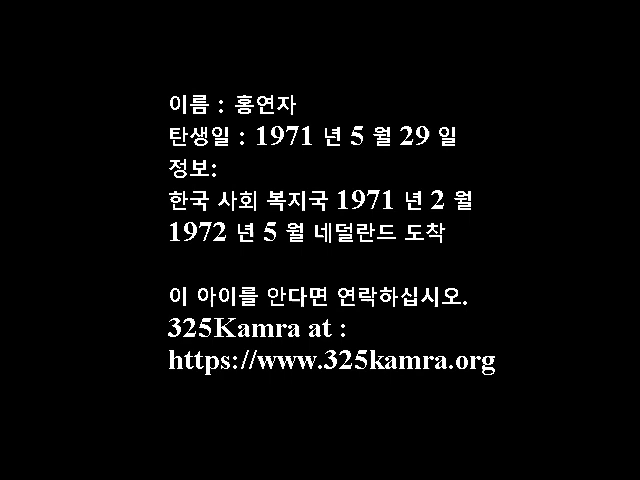 이름 : 홍연자
탄생일 : 1971 년 5 월 29 일
정보:
한국 사회 복지국 1971 년 2 월
1972 년 5 월 네덜란드 도착
이 아이를 안다면 연락하십시오.
325Kamra at :
https://www.325kamra.org